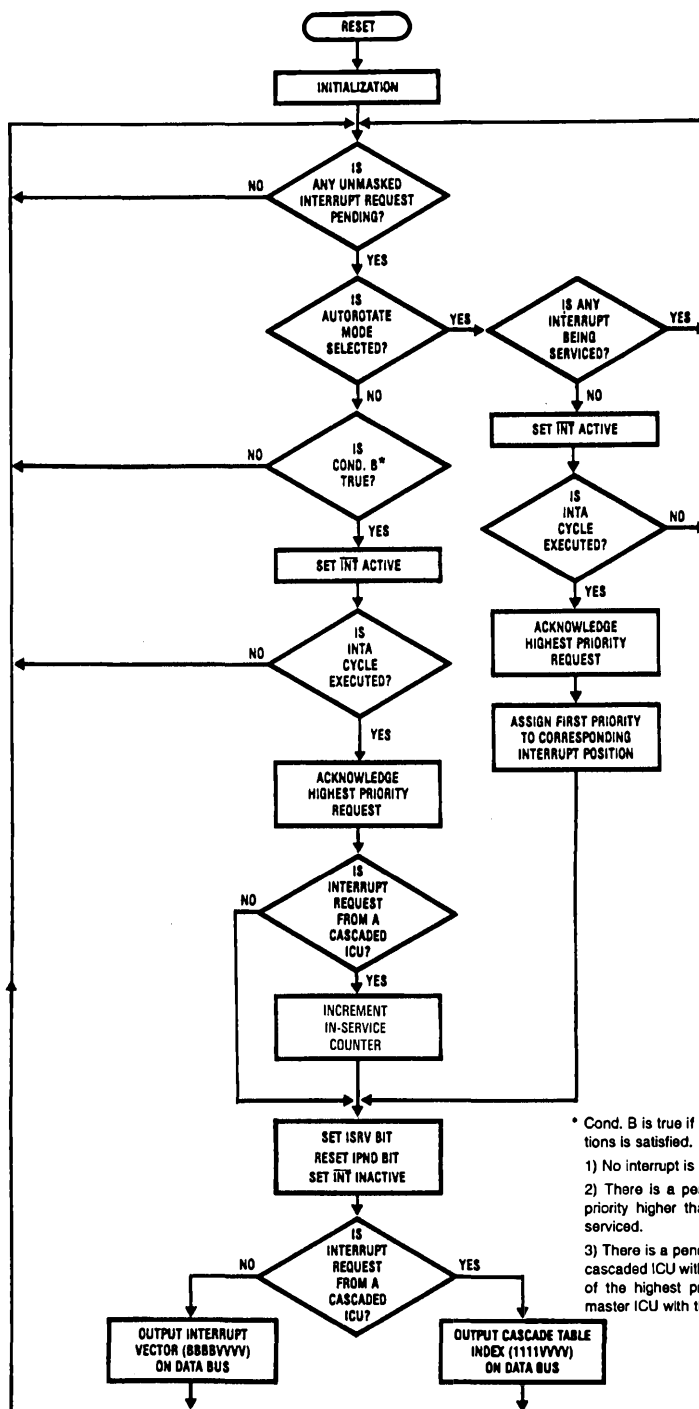 RESET
INITIALIZATION
IS
ANY UNMASKED
INTERRUPT REQUEST
PENDING?
NO
YES
IS
AUTOROTATE
MODE
SELECTED?
YES
NO
IS ANY
INTERRUPT
BEING
SERVICED?
YES
NO
SET INT ACTIVE
IS
INTA
CYCLE
EXECUTED?
NO
YES
ACKNOWLEDGE
HIGHEST PRIORITY
REQUEST
ASSIGN FIRST PRIORITY
TO CORRESPONDING
INTERRUPT POSITION
IS
COND. B*
TRUE?
NO
YES
SET INT ACTIVE
IS
INTA
CYCLE
EXECUTED?
NO
YES
ACKNOWLEDGE
HIGHEST PRIORITY
REQUEST
IS
INTERRUPT
REQUEST
FROM A
CASCADED
ICU?
NO
YES
INCREMENT
IN-SERVICE
COUNTER
SET ISRV BIT
RESET IPND BIT
SET INT INACTIVE
IS
INTERRUPT
REQUEST
FROM A
CASCADED
ICU?
NO
YES
OUTPUT INTERRUPT
VECTOR (BBBBVVVV)
ON DATA BUS
OUTPUT CASCADE TABLE
INDEX (1111VVVV)
ON DATA BUS
* Cond. B is true if
tions is satisfied.
1) No interrupt is
2) There is a pe
priority higher tha
serviced.
3) There is a pend
cascaded ICU with
of the highest pr
master ICU with t